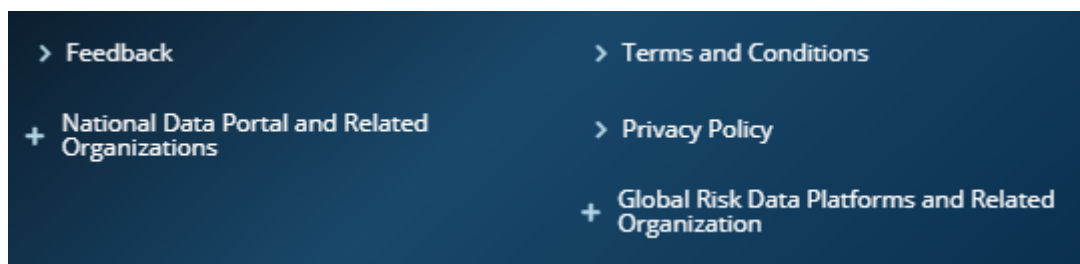 Feedback
National Data Portal and Related
Organizations
Terms and Conditions
Privacy Policy
Global Risk Data Platforms and Related
Organization